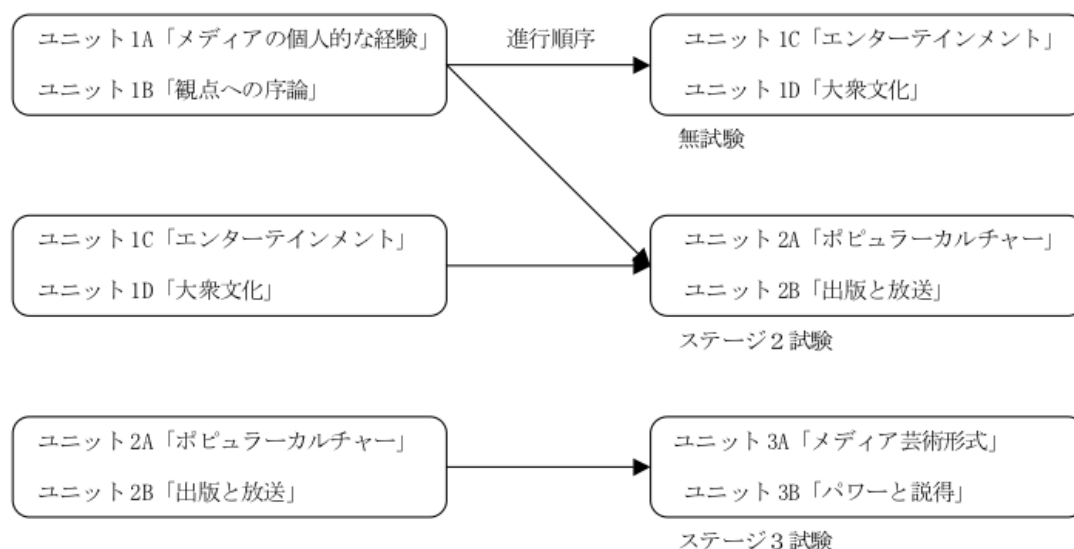 ユニット1A「メディアの個人的な経験」
ユニット1B「観点への序論」
進行順序
ユニット1C「エンターテインメント」
ユニット1D「大衆文化」
無試験
ユニット1C「エンターテインメント」
ユニット1D「大衆文化」
ユニット2A「ポピュラーカルチャー」
ユニット2B「出版と放送」
ステージ2試験
ユニット2A「ポピュラーカルチャー」
ユニット2B「出版と放送」
ユニット3A「メディア芸術形式」
ユニット3B「パワーと説得」
ステージ3試験